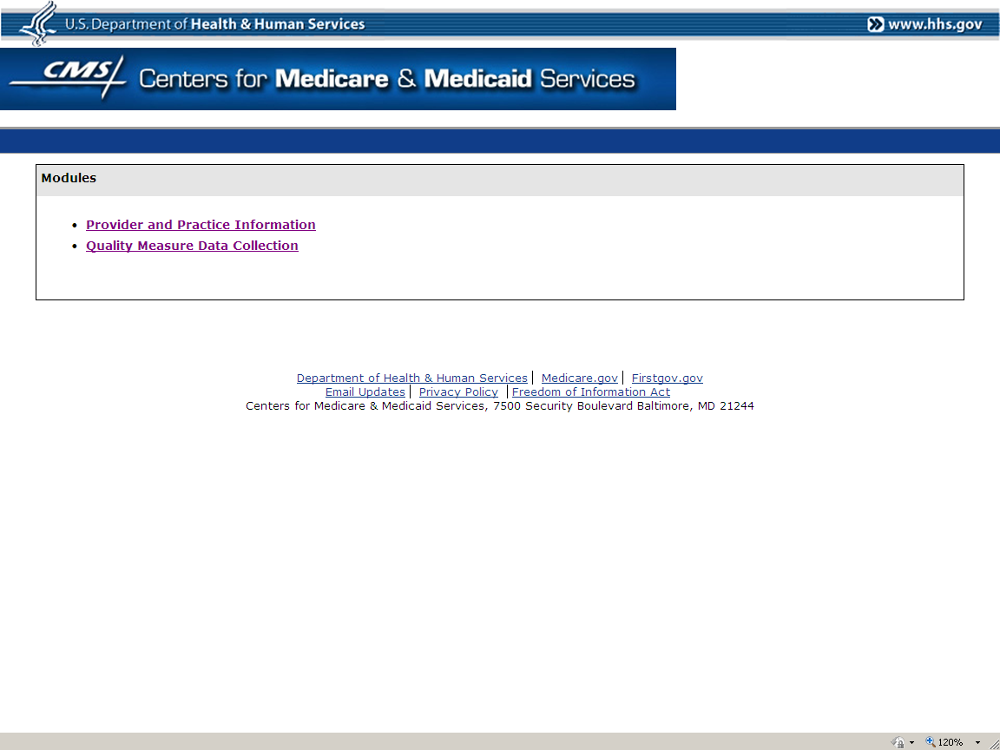 U.S. Department of Health & Human Services www.hhs.gov
CMS Centers for Medicare & Medicaid Services
Modules
• Provider and Practice Information
• Quality Measure Data Collection
Department of Health & Human Services | Medicare.gov | Firstgov.gov
Email Updates | Privacy Policy | Freedom of Information Act
Centers for Medicare & Medicaid Services, 7500 Security Boulevard Baltimore, MD 21244
120%